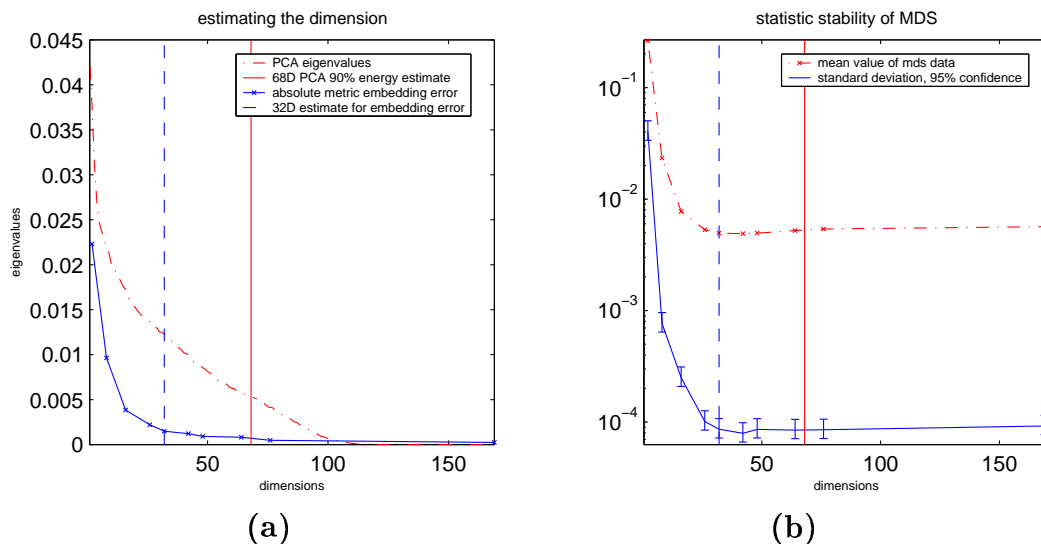 estimating the dimension
0.045
0.04
0.035
0.03
0.025
0.02
0.015
0.01
0.005
0
eigenvalues
PCA eigenvalues
68D PCA 90% energy estimate
absolute metric embedding error
32D estimate for embedding error
50
100
150
dimensions
(a)
statistic stability of MDS
10^-1
10^-2
10^-3
10^-4
mean value of mds data
standard deviation, 95% confidence
50
100
150
dimensions
(b)